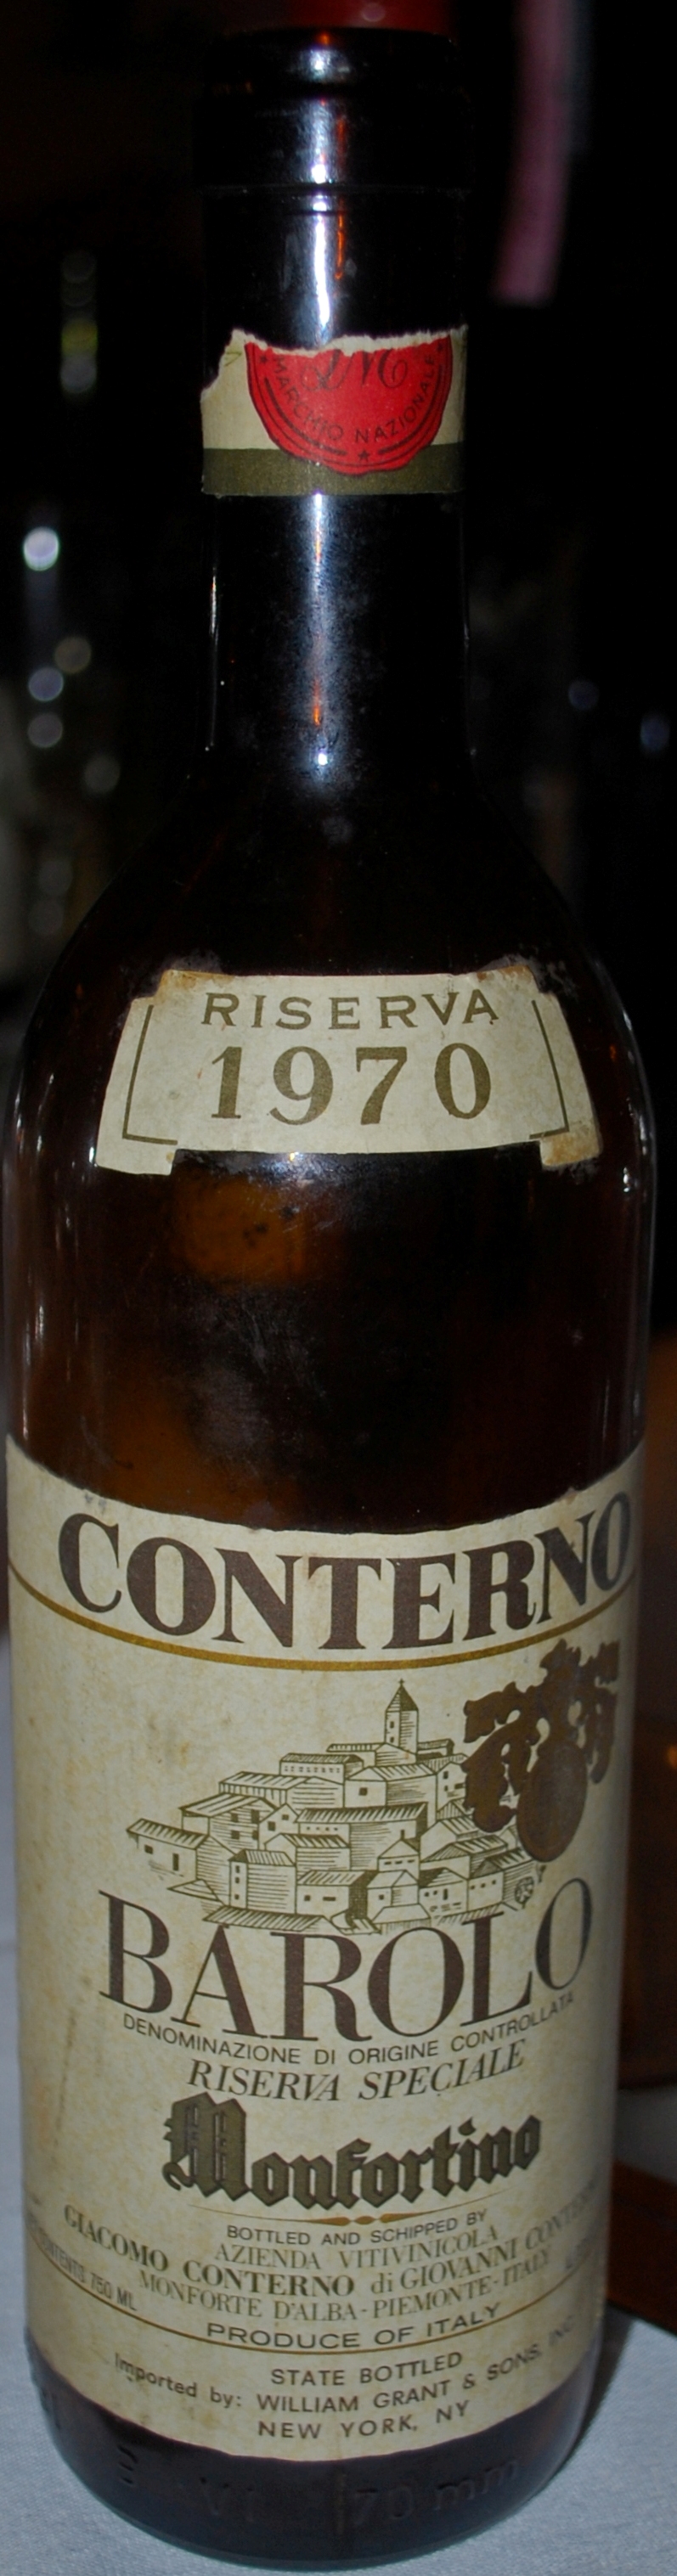 M
MARCHIO NAZIONALE
RISERVA
1970
CONTERNO
BAROLO
DENOMINAZIONE DI ORIGINE CONTROLLATA
RISERVA SPECIALE
Monfortino
BOTTLED AND SCHIPPED BY
AZIENDA VITIVINICOLA
GIACOMO CONTERNO di GIOVANNI CONTERNO
MONFORTE D'ALBA - PIEMONTE - ITALY
750 ML
PRODUCE OF ITALY
STATE BOTTLED
Imported by: WILLIAM GRANT & SONS, INC
NEW YORK, NY
70 mm